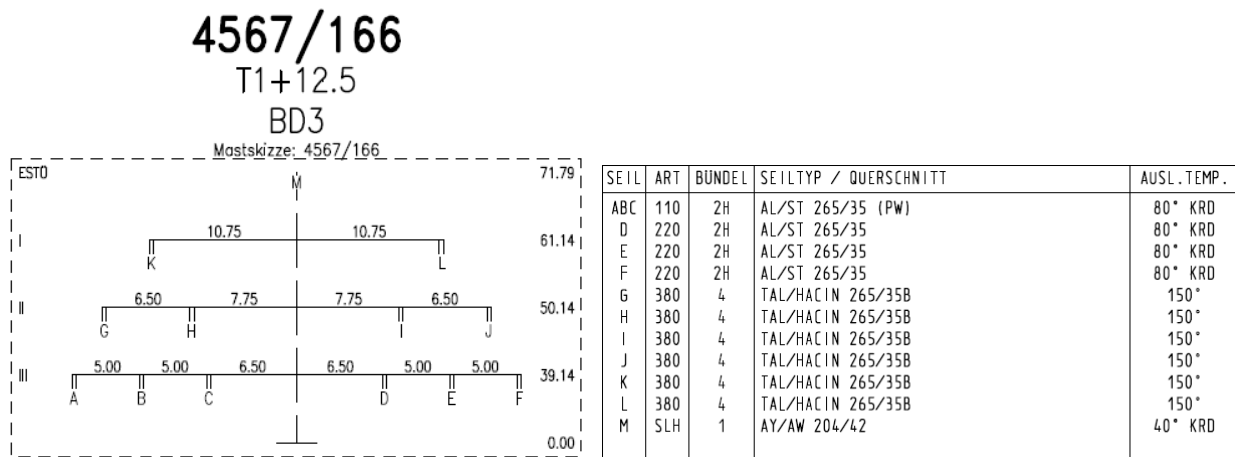 4567/166
T1+12.5
BD3
Mastskizze: 4567/166
ESTÖ
M
71.79
I
10.75 10.75
61.14
K L
II
6.50 7.75 7.75 6.50
50.14
G H I J
III
5.00 5.00 6.50 6.50 5.00 5.00
39.14
A B C D E F
0.00
SEIL ART BÜNDEL SEILTYP / QUERSCHNITT AUSL.TEMP.
ABC 110 2H AL/ST 265/35 (PW) 80° KRD
D 220 2H AL/ST 265/35 80° KRD
E 220 2H AL/ST 265/35 80° KRD
F 220 2H AL/ST 265/35 80° KRD
G 380 4 TAL/HACIN 265/35B 150°
H 380 4 TAL/HACIN 265/35B 150°
I 380 4 TAL/HACIN 265/35B 150°
J 380 4 TAL/HACIN 265/35B 150°
K 380 4 TAL/HACIN 265/35B 150°
L 380 4 TAL/HACIN 265/35B 150°
M SLH 1 AY/AW 204/42 40° KRD